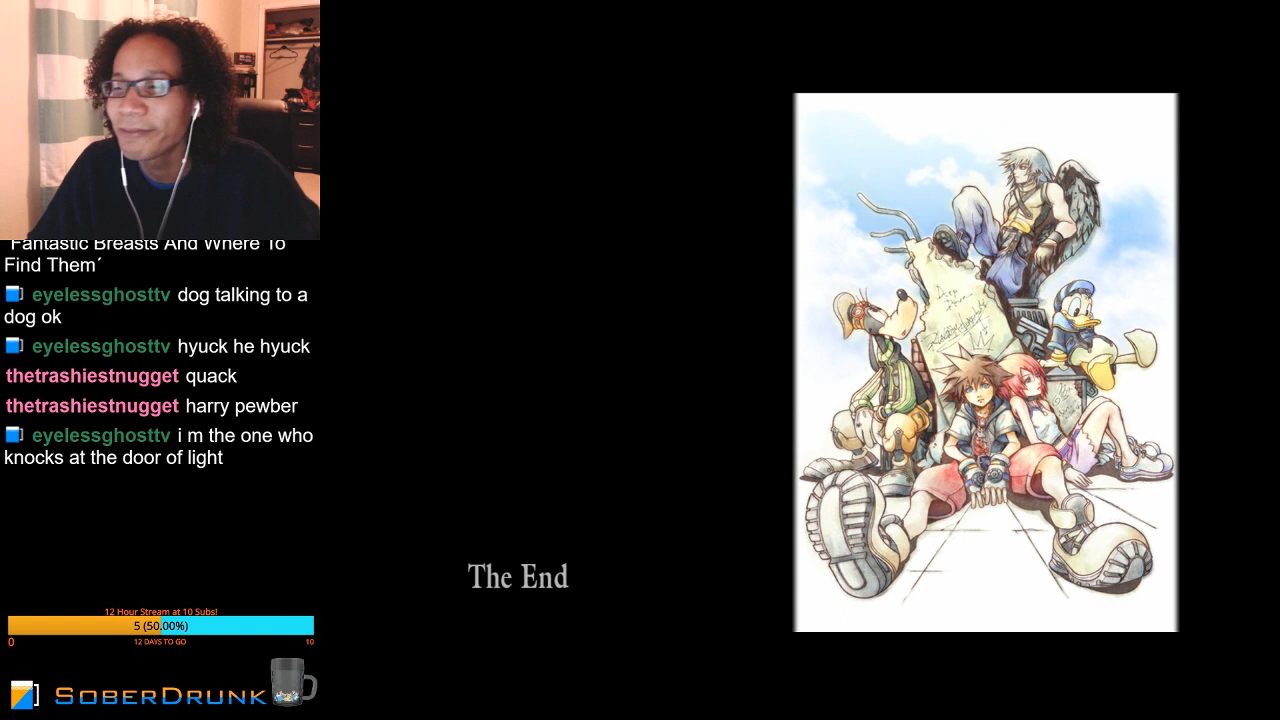 "Fantastic Breasts And Where To
Find Them´
eyelessghosttv dog talking to a
dog ok
eyelessghosttv hyuck he hyuck
thetrashiestnugget quack
thetrashiestnugget harry pewber
eyelessghosttv i m the one who
knocks at the door of light
The End
12 Hour Stream at 10 Subs!
5 (50.00%)
0 12 DAYS TO GO 10
SOBERDRUNK